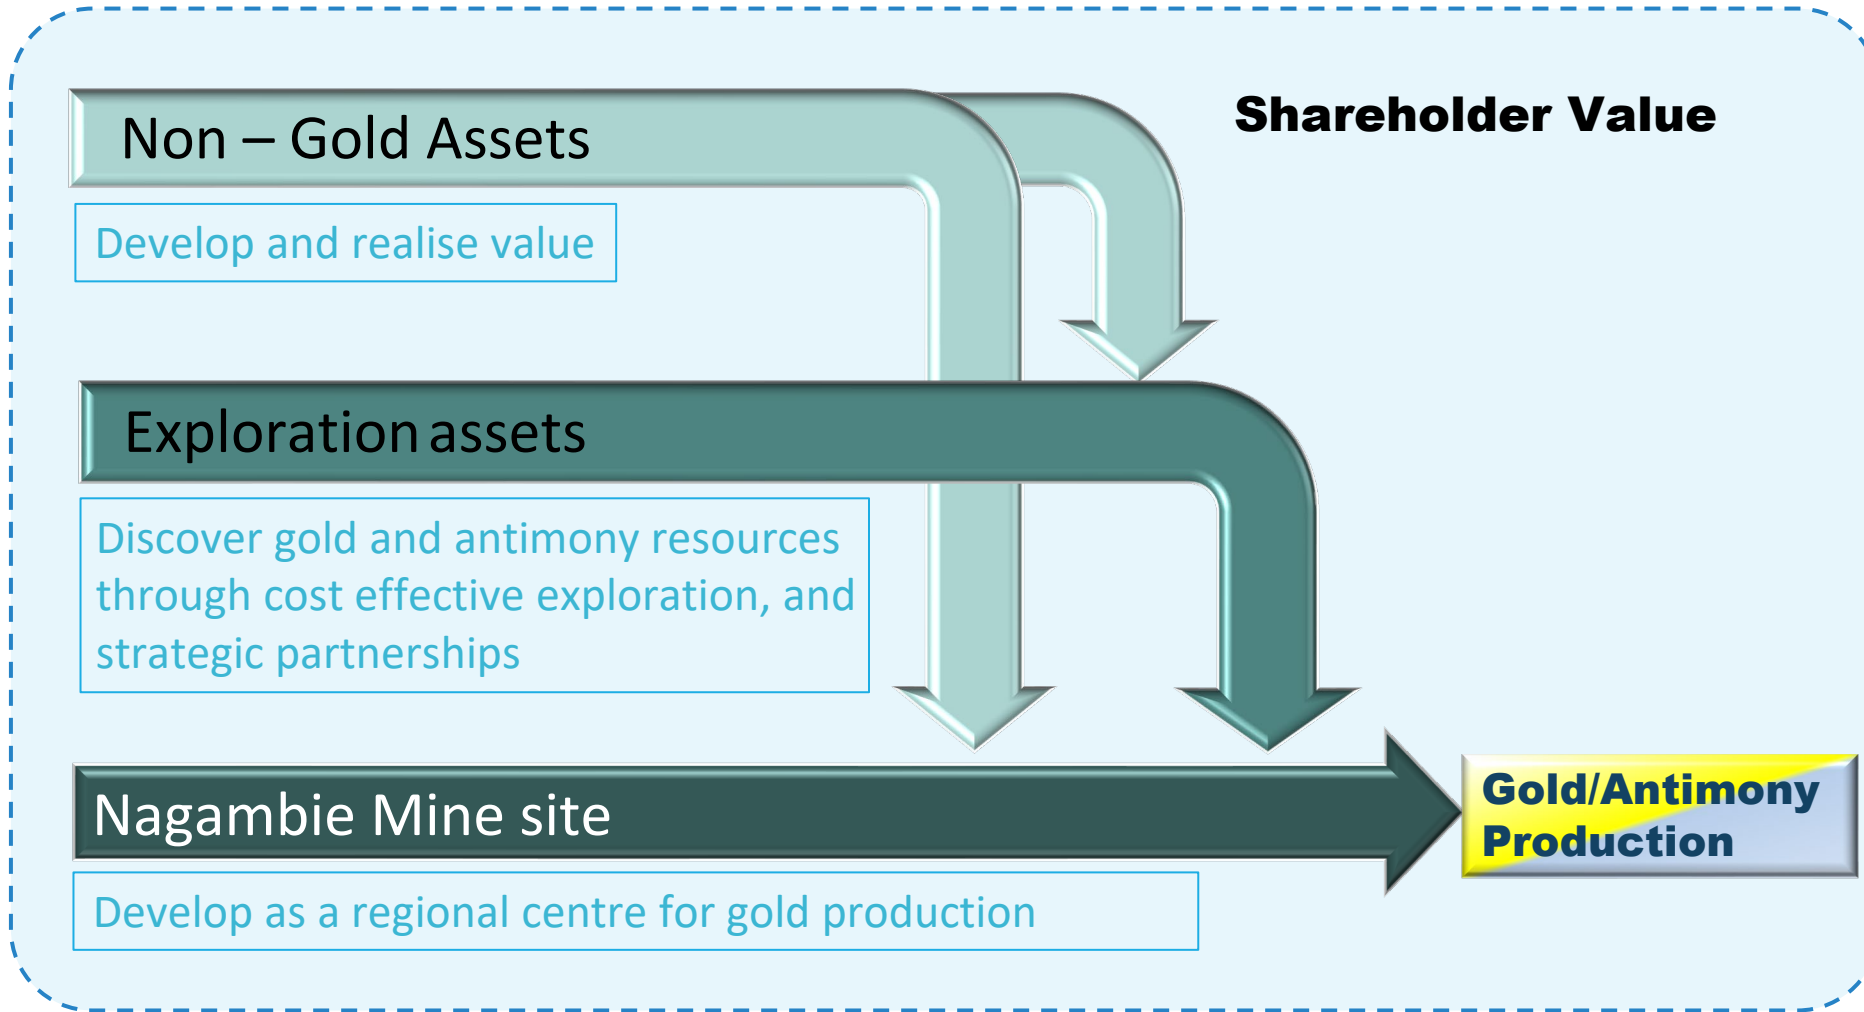 Shareholder Value
Non – Gold Assets
Develop and realise value
Exploration assets
Discover gold and antimony resources
through cost effective exploration, and
strategic partnerships
Nagambie Mine site
Gold/Antimony
Production
Develop as a regional centre for gold production